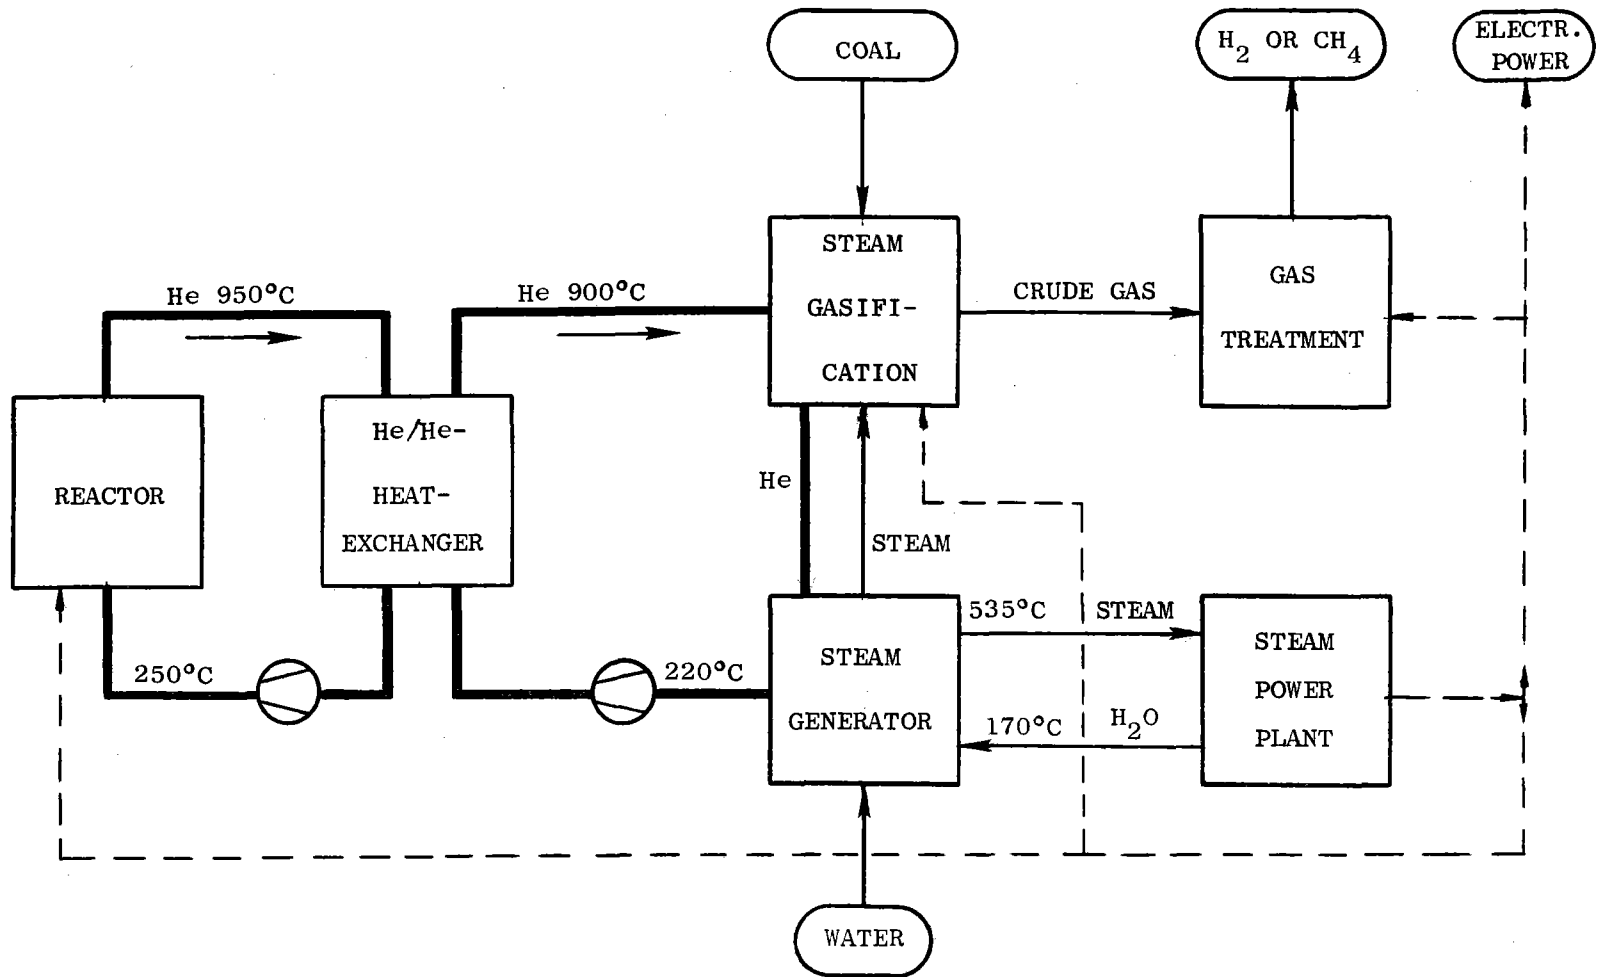 COAL
H₂ OR CH₄
ELECTR.
POWER
STEAM
GASIFI-
CATION
CRUDE GAS
GAS
TREATMENT
He 950°C
He 900°C
REACTOR
He/He-
HEAT-
EXCHANGER
He
STEAM
250°C
220°C
STEAM
GENERATOR
535°C STEAM
170°C H₂O
STEAM
POWER
PLANT
WATER